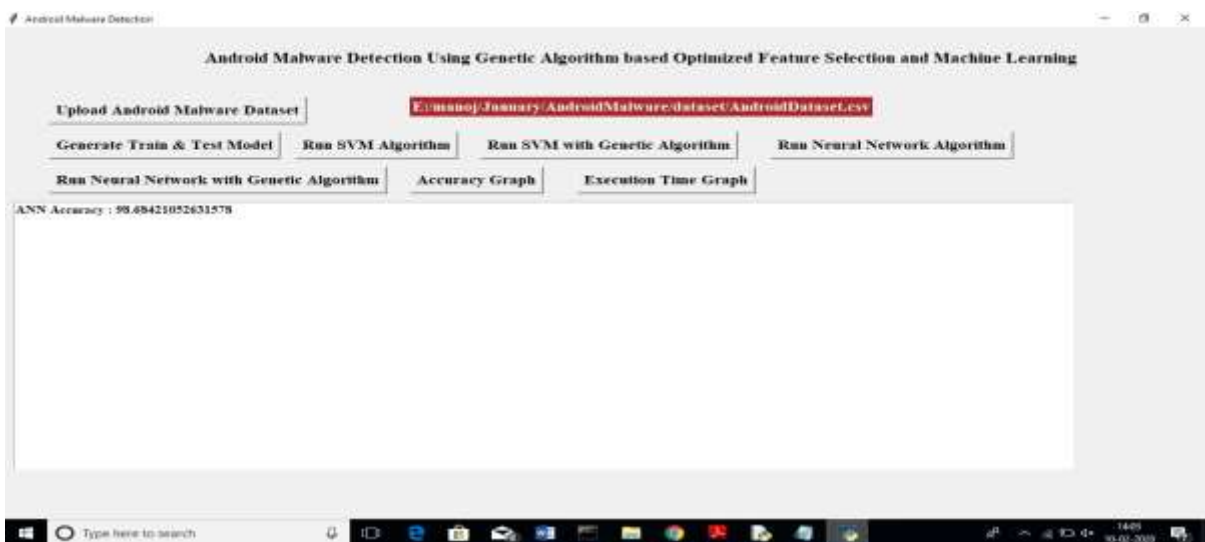 Android Malware Detection
Android Malware Detection Using Genetic Algorithm based Optimized Feature Selection and Machine Learning
Upload Android Malware Dataset
E:/manoj/January/AndroidMalware/dataset/AndroidDataset.csv
Generate Train & Test Model
Run SVM Algorithm
Run SVM with Genetic Algorithm
Run Neural Network Algorithm
Run Neural Network with Genetic Algorithm
Accuracy Graph
Execution Time Graph
ANN Accuracy : 98.68421052631578
Type here to search